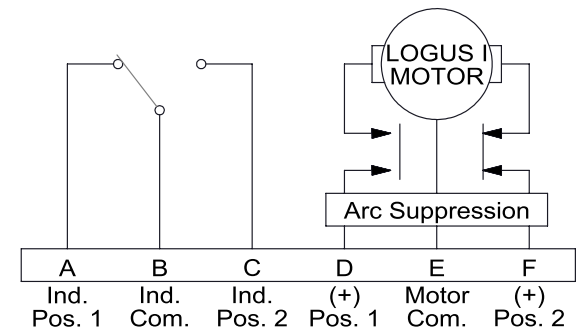 LOGUS I
MOTOR
Arc Suppression
A B C D E F
Ind. Ind. Ind. (+) Motor (+)
Pos. 1 Com. Pos. 2 Pos. 1 Com. Pos. 2